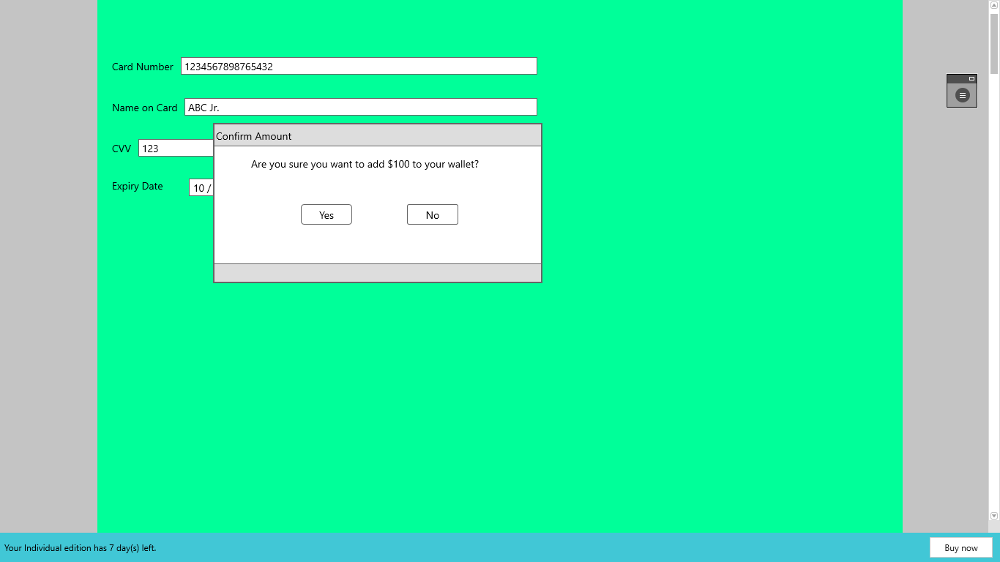 Card Number 1234567898765432
Name on Card ABC Jr.
CVV 123
Expiry Date 10 /
Confirm Amount
Are you sure you want to add $100 to your wallet?
Yes No
Your Individual edition has 7 day(s) left. Buy now